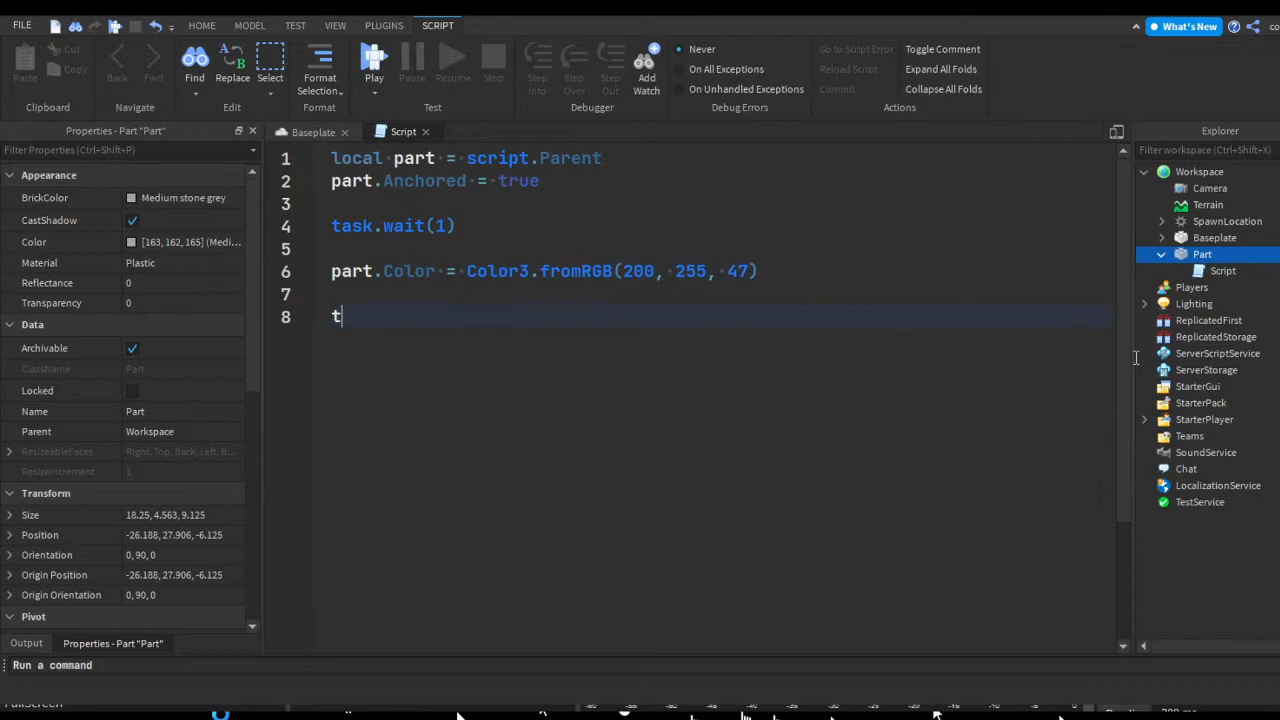 FILE HOME MODEL TEST VIEW PLUGINS SCRIPT What's New
Paste Cut Copy
Clipboard
Back Fwd
Navigate
Find Replace Select
Edit
Format Selection
Format
Play Pause Resume Stop
Test
Step Into Step Over Step Out Add Watch
Debugger
Never
On All Exceptions
On Unhandled Exceptions
Debug Errors
Go to Script Error Toggle Comment
Reload Script Expand All Folds
Commit Collapse All Folds
Actions
Properties - Part "Part"
Filter Properties (Ctrl+Shift+P)
Appearance
BrickColor Medium stone grey
CastShadow
Color [163, 162, 165] (Medi...
Material Plastic
Reflectance 0
Transparency 0
Data
Archivable
ClassName Part
Locked
Name Part
Parent Workspace
ResizeableFaces Right, Top, Back, Left, B...
ResizeIncrement 1
Transform
Size 18.25, 4.563, 9.125
Position -26.188, 27.906, -6.125
Orientation 0, 90, 0
Origin Position -26.188, 27.906, -6.125
Origin Orientation 0, 90, 0
Pivot
Output Properties - Part "Part"
Run a command
Baseplate Script
1 local part = script.Parent
2 part.Anchored = true
3
4 task.wait(1)
5
6 part.Color = Color3.fromRGB(200, 255, 47)
7
8 t
Explorer
Filter workspace (Ctrl+Shift+X)
Workspace
Camera
Terrain
SpawnLocation
Baseplate
Part
Script
Players
Lighting
ReplicatedFirst
ReplicatedStorage
ServerScriptService
ServerStorage
StarterGui
StarterPack
StarterPlayer
Teams
SoundService
Chat
LocalizationService
TestService